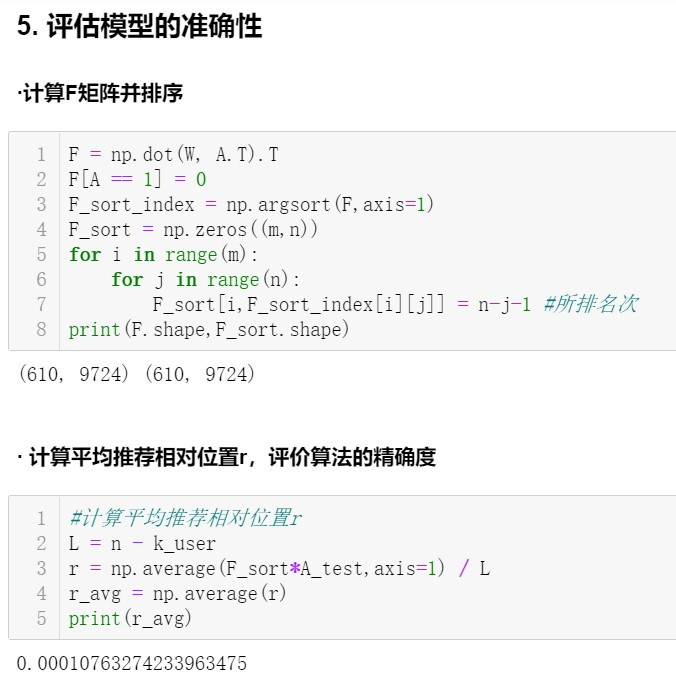 5. 评估模型的准确性
·计算F矩阵并排序
1 F = np.dot(W, A.T).T
2 F[A == 1] = 0
3 F_sort_index = np.argsort(F,axis=1)
4 F_sort = np.zeros((m,n))
5 for i in range(m):
6     for j in range(n):
7         F_sort[i,F_sort_index[i][j]] = n-j-1 #所排名次
8 print(F.shape,F_sort.shape)
(610, 9724) (610, 9724)
· 计算平均推荐相对位置r，评价算法的精确度
1 #计算平均推荐相对位置r
2 L = n - k_user
3 r = np.average(F_sort*A_test,axis=1) / L
4 r_avg = np.average(r)
5 print(r_avg)
0.00010763274233963475